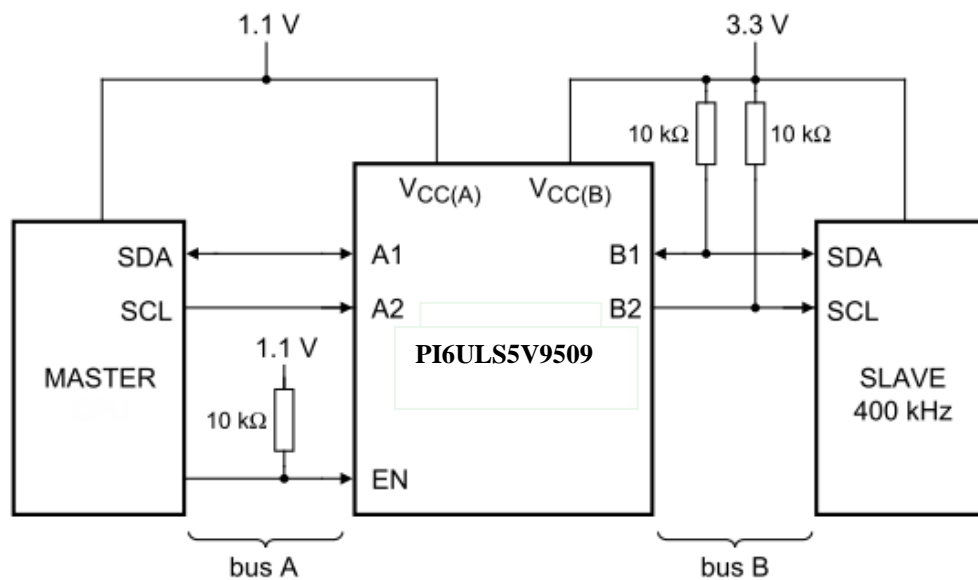 1.1 V
3.3 V
10 kΩ
10 kΩ
VCC(A)
VCC(B)
SDA
A1
B1
SDA
SCL
A2
B2
SCL
1.1 V
PI6ULS5V9509
MASTER
SLAVE
400 kHz
10 kΩ
EN
bus A
bus B